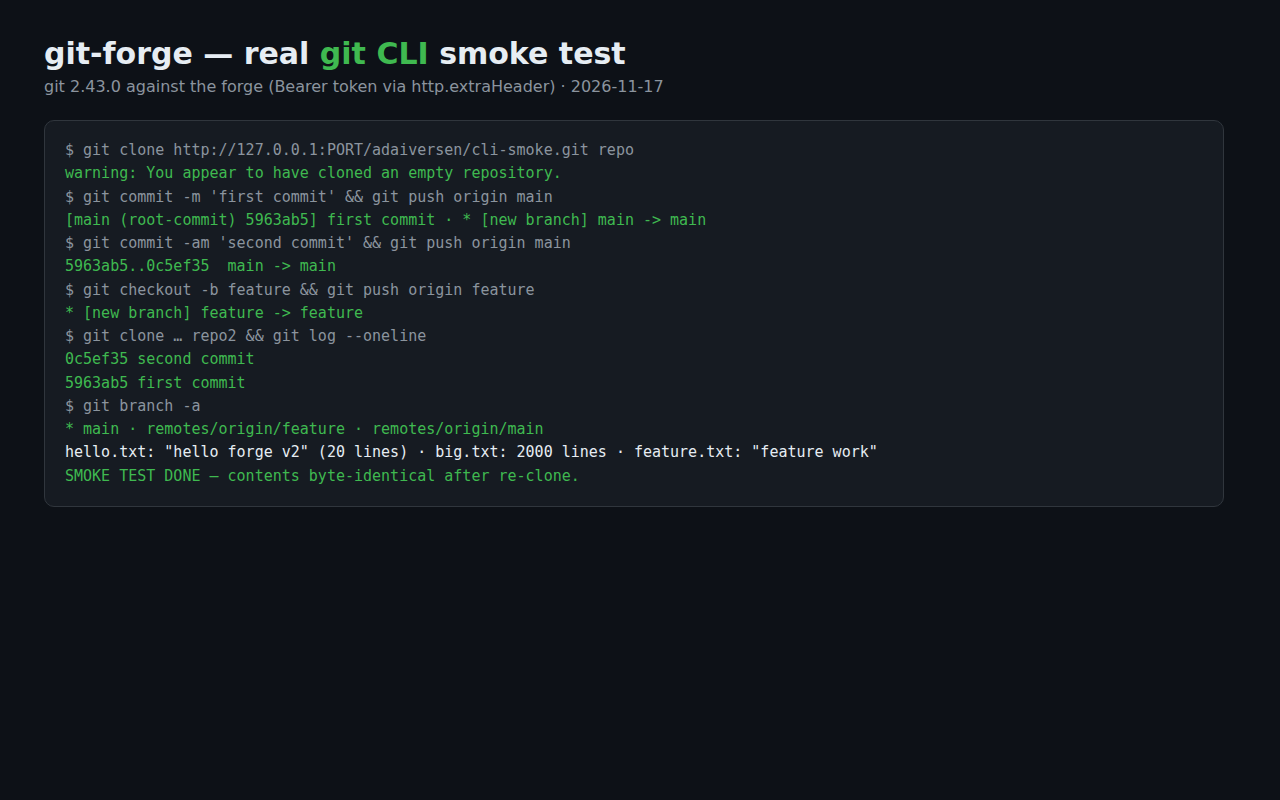 git-forge — real git CLI smoke test
git 2.43.0 against the forge (Bearer token via http.extraHeader) · 2026-11-17
$ git clone http://127.0.0.1:PORT/adaiversen/cli-smoke.git repo
warning: You appear to have cloned an empty repository.
$ git commit -m 'first commit' && git push origin main
[main (root-commit) 5963ab5] first commit · * [new branch] main -> main
$ git commit -am 'second commit' && git push origin main
5963ab5..0c5ef35  main -> main
$ git checkout -b feature && git push origin feature
* [new branch] feature -> feature
$ git clone … repo2 && git log --oneline
0c5ef35 second commit
5963ab5 first commit
$ git branch -a
* main · remotes/origin/feature · remotes/origin/main
hello.txt: "hello forge v2" (20 lines) · big.txt: 2000 lines · feature.txt: "feature work"
SMOKE TEST DONE — contents byte-identical after re-clone.